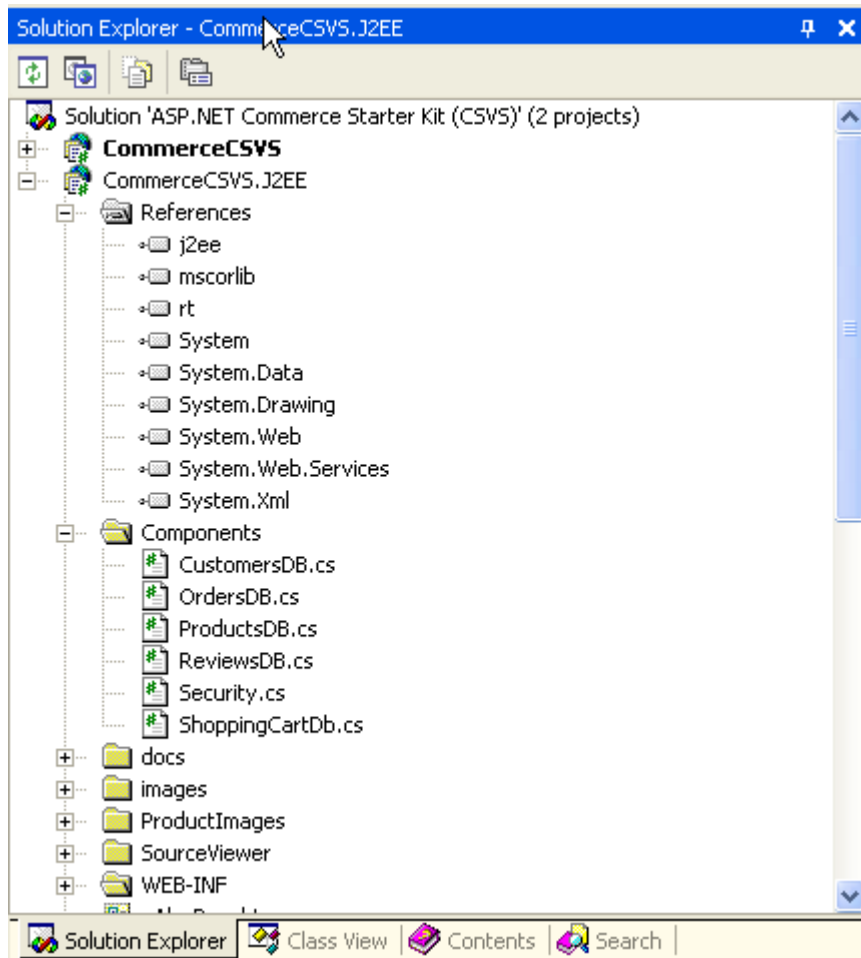 Solution Explorer - CommerceCSVS.J2EE
Solution 'ASP.NET Commerce Starter Kit (CSVS)' (2 projects)
CommerceCSVS
CommerceCSVS.J2EE
References
j2ee
mscorlib
rt
System
System.Data
System.Drawing
System.Web
System.Web.Services
System.Xml
Components
CustomersDB.cs
OrdersDB.cs
ProductsDB.cs
ReviewsDB.cs
Security.cs
ShoppingCartDb.cs
docs
images
ProductImages
SourceViewer
WEB-INF
Solution Explorer Class View Contents Search